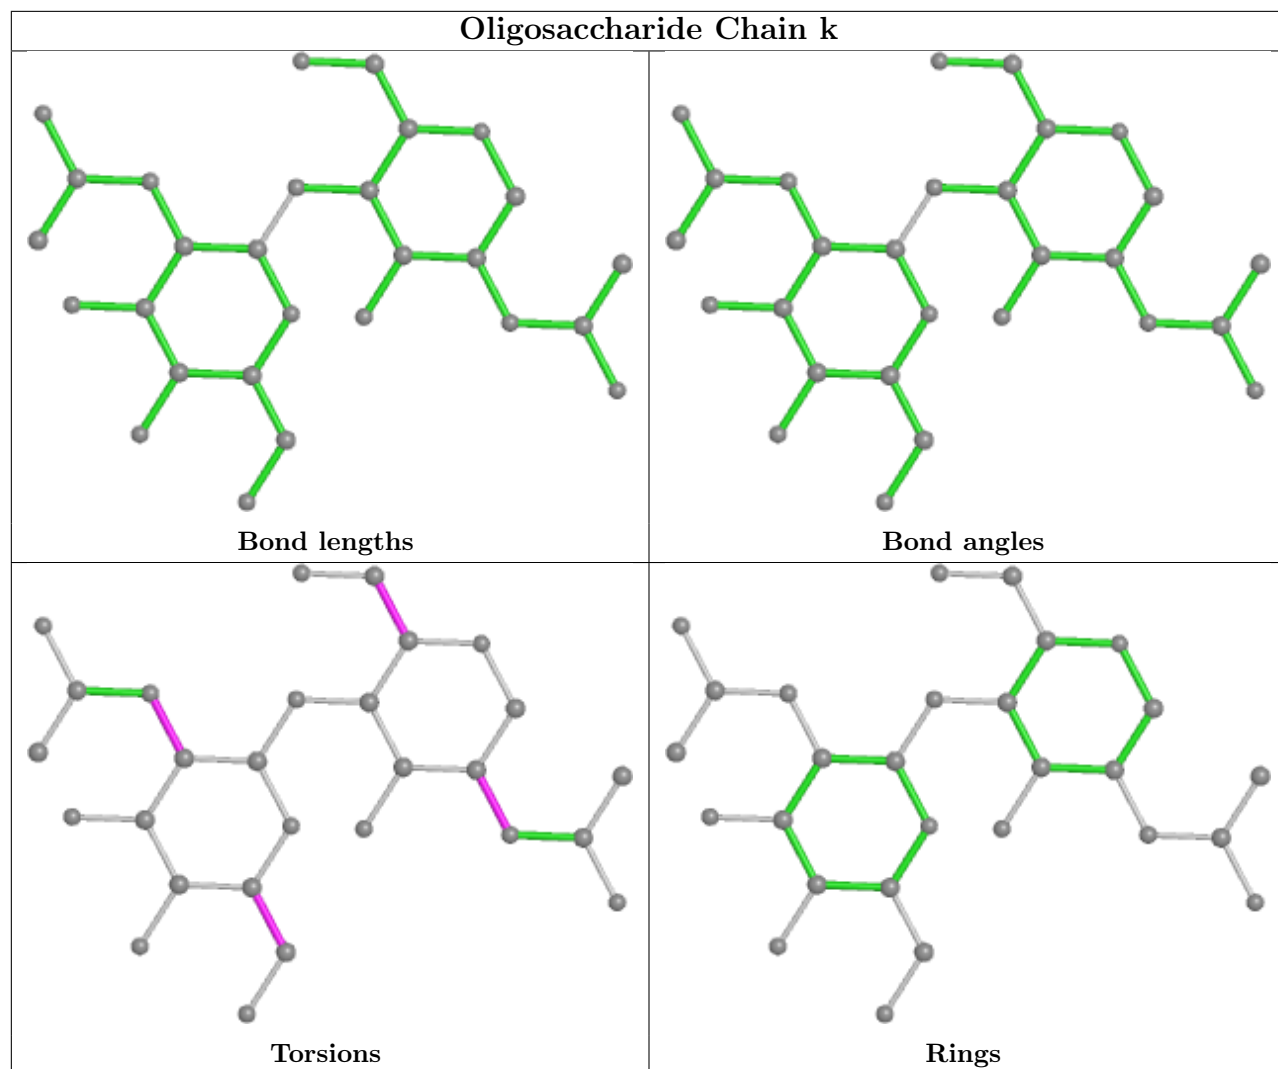 Oligosaccharide Chain k
Bond lengths
Bond angles
Torsions
Rings